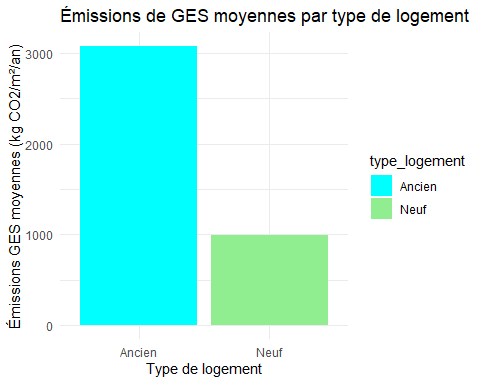 Émissions de GES moyennes par type de logement
Émissions GES moyennes (kg CO2/m²/an)
3000
2000
1000
0
Ancien
Neuf
Type de logement
type_logement
Ancien
Neuf